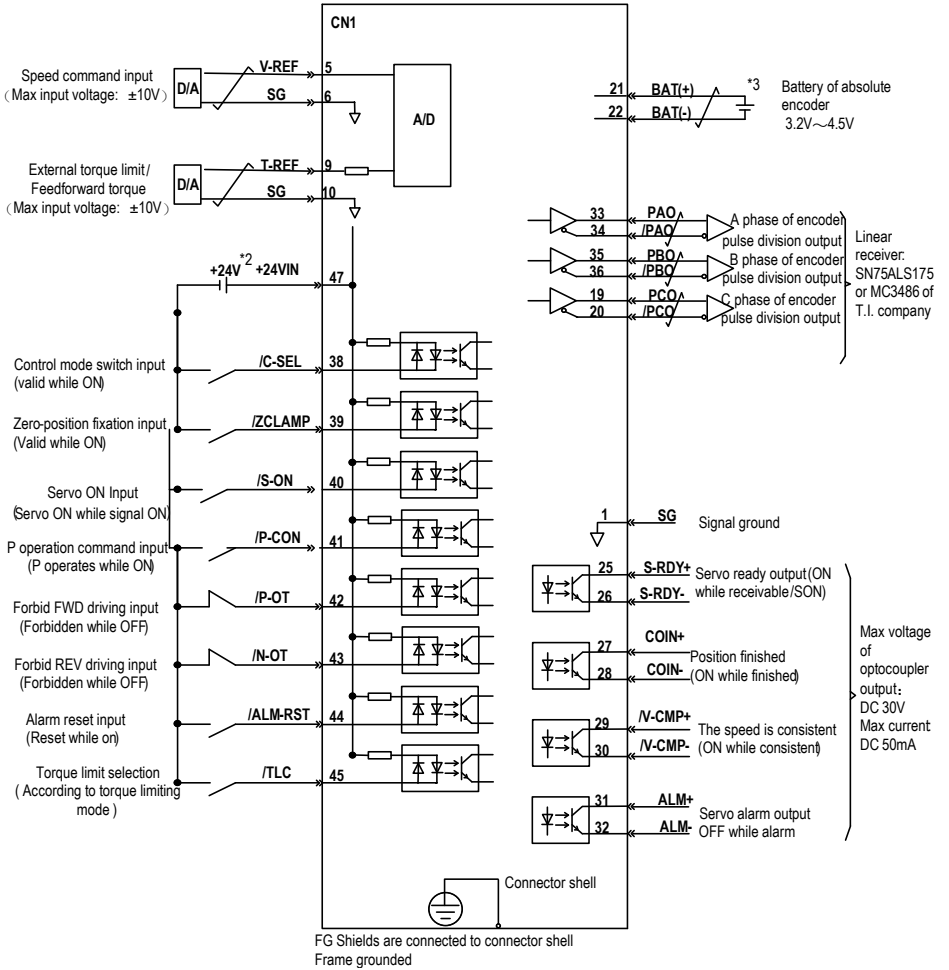 CN1
Speed command input
（Max input voltage: ±10V）
D/A
V-REF
5
SG
6
A/D
External torque limit/
Feedforward torque
（Max input voltage: ±10V）
D/A
T-REF
9
SG
10
21
BAT(+)
22
BAT(-)
*3
Battery of absolute
encoder
3.2V～4.5V
33
PAO
34
/PAO
A phase of encoder
pulse division output
35
PBO
36
/PBO
B phase of encoder
pulse division output
19
PCO
20
/PCO
C phase of encoder
pulse division output
Linear
receiver:
SN75ALS175
or MC3486 of
T.I. company
+24V *2 +24VIN
47
Control mode switch input
(valid while ON)
/C-SEL
38
Zero-position fixation input
(Valid while ON)
/ZCLAMP
39
Servo ON Input
(Servo ON while signal ON)
/S-ON
40
P operation command input
(P operates while ON)
/P-CON
41
Forbid FWD driving input
(Forbidden while OFF)
/P-OT
42
Forbid REV driving input
(Forbidden while OFF)
/N-OT
43
Alarm reset input
(Reset while on)
/ALM-RST
44
Torque limit selection
( According to torque limiting
mode )
/TLC
45
1
SG
Signal ground
25
S-RDY+
26
S-RDY-
Servo ready output(ON
while receivable/SON)
27
COIN+
28
COIN-
Position finished
(ON while finished)
29
/V-CMP+
30
/V-CMP-
The speed is consistent
(ON while consistent)
31
ALM+
32
ALM-
Servo alarm output
OFF while alarm
Max voltage
of
optocoupler
output：
DC 30V
Max current
DC 50mA
Connector shell
FG Shields are connected to connector shell
Frame grounded